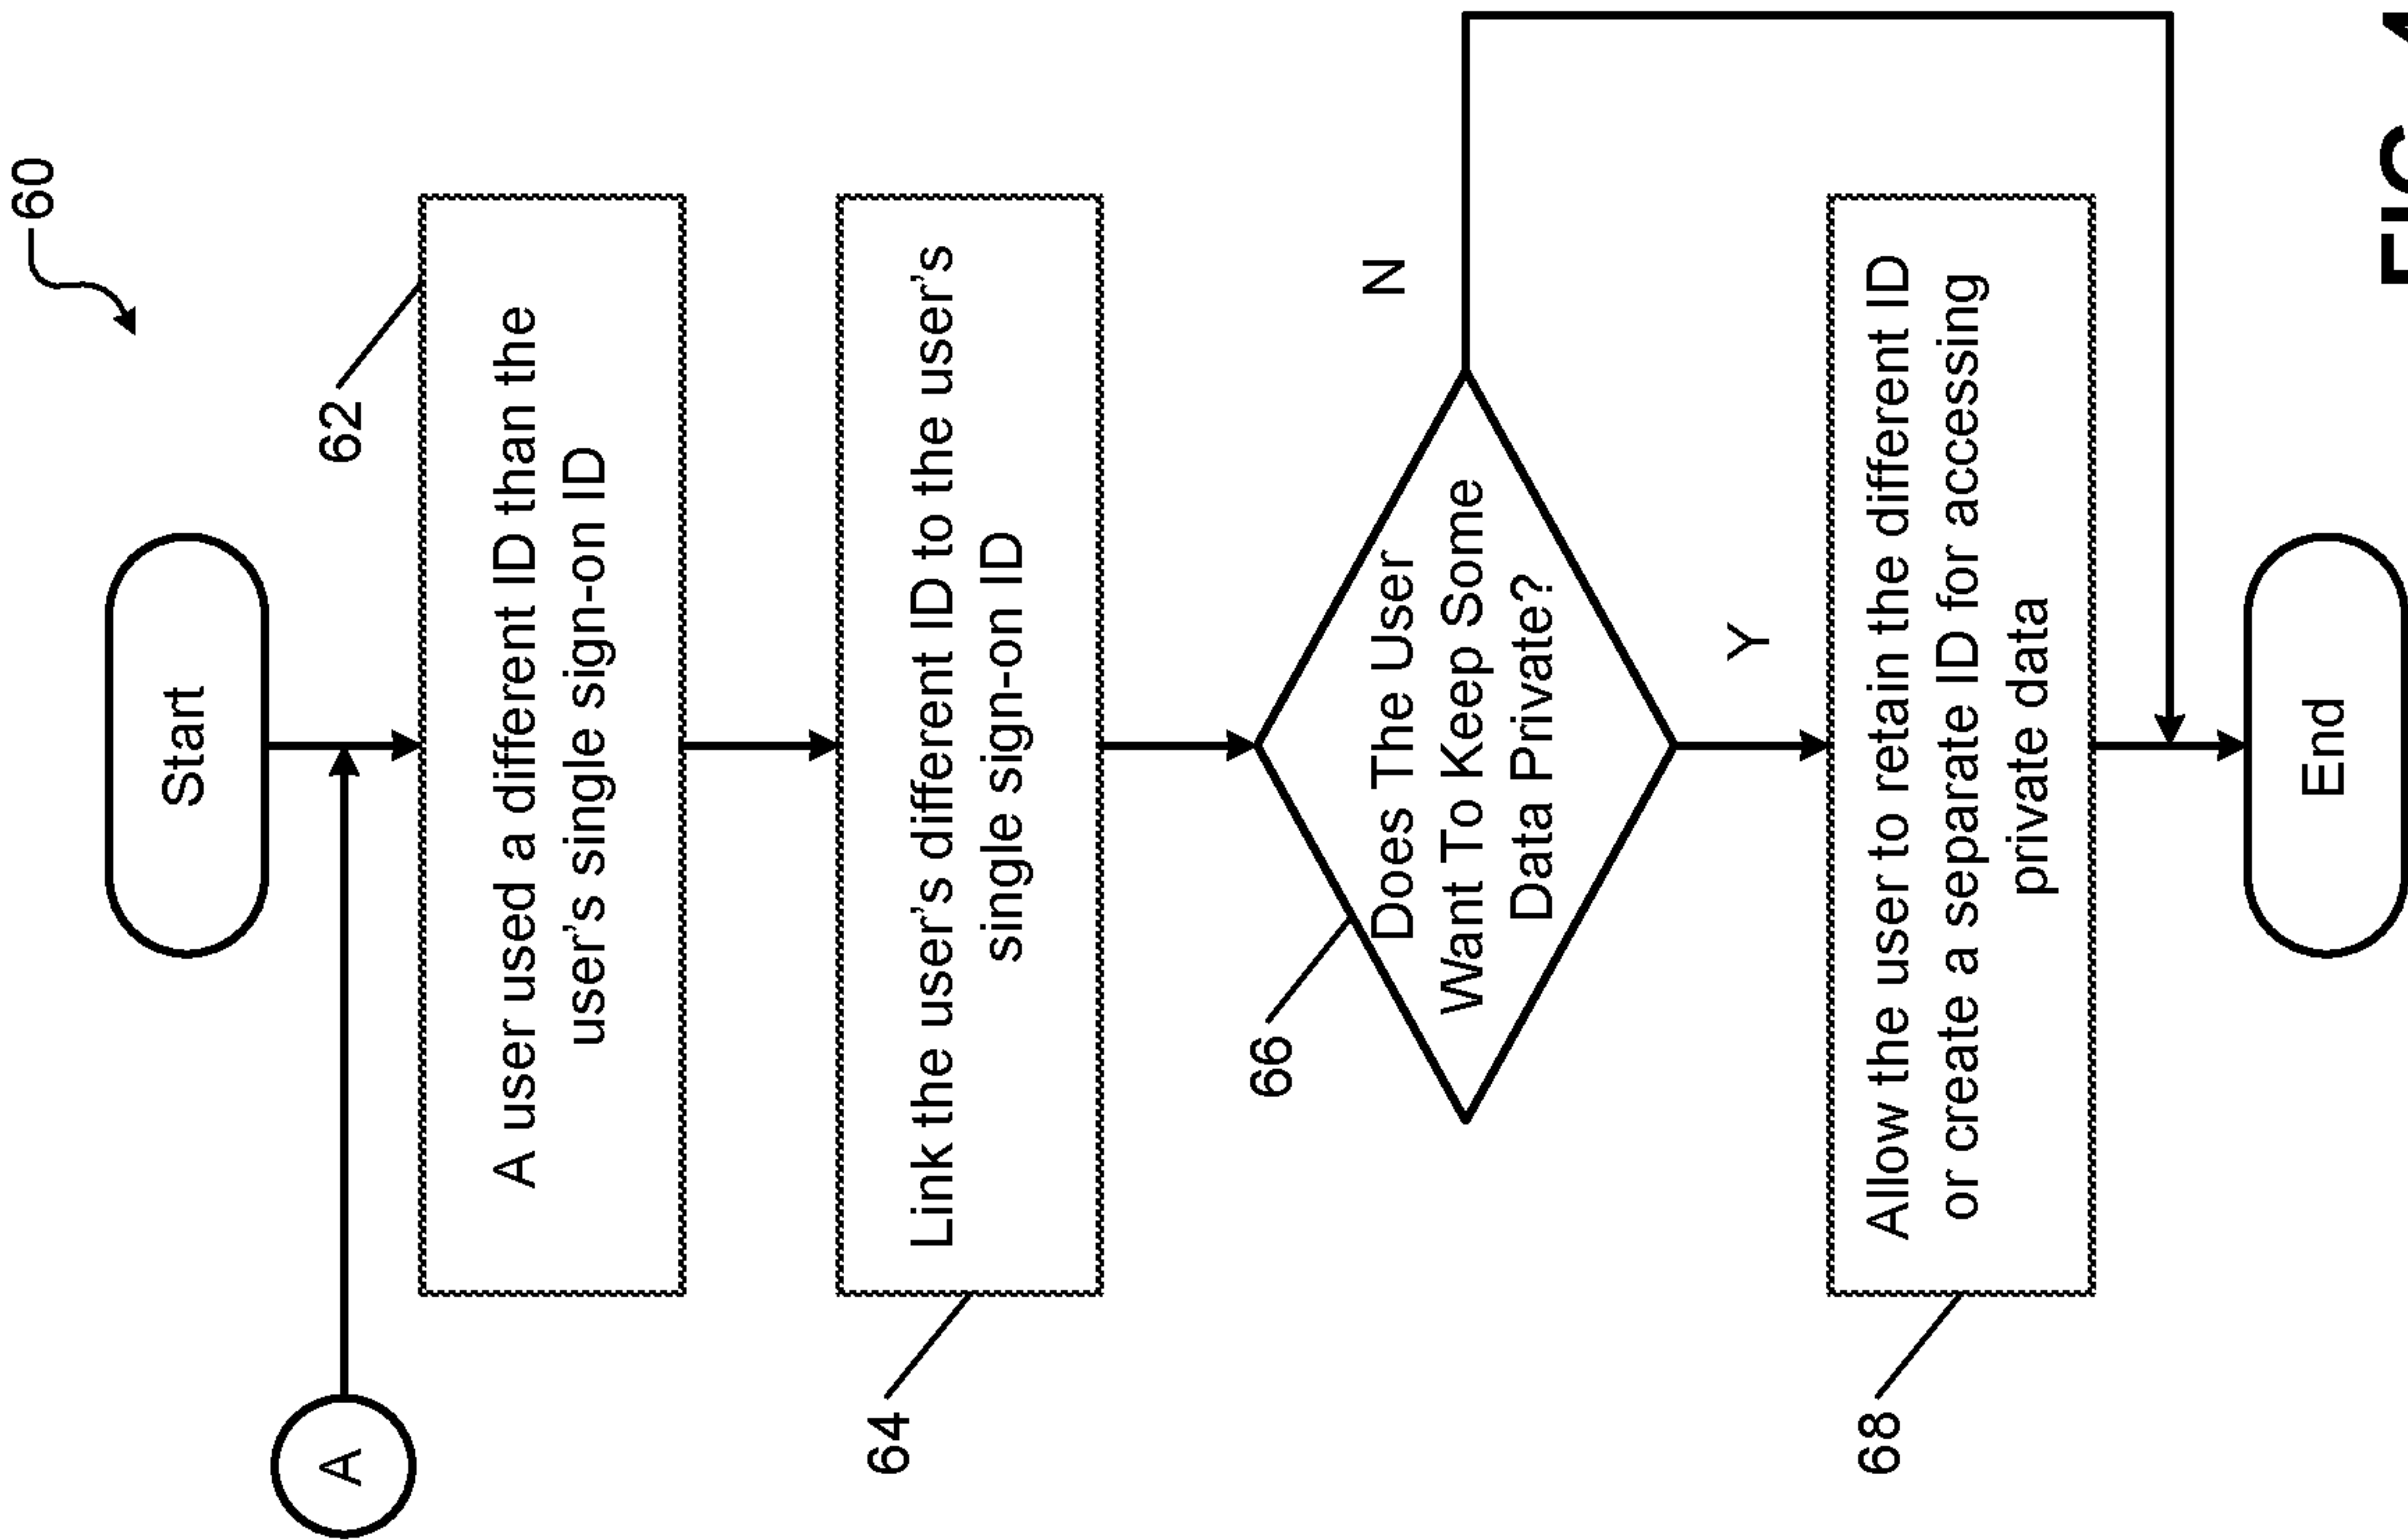 60
Start
A
62
A user used a different ID than the
user's single sign-on ID
64
Link the user's different ID to the user's
single sign-on ID
66
Does The User
Want To Keep Some
Data Private?
N
Y
68
Allow the user to retain the different ID
or create a separate ID for accessing
private data
End
FIG